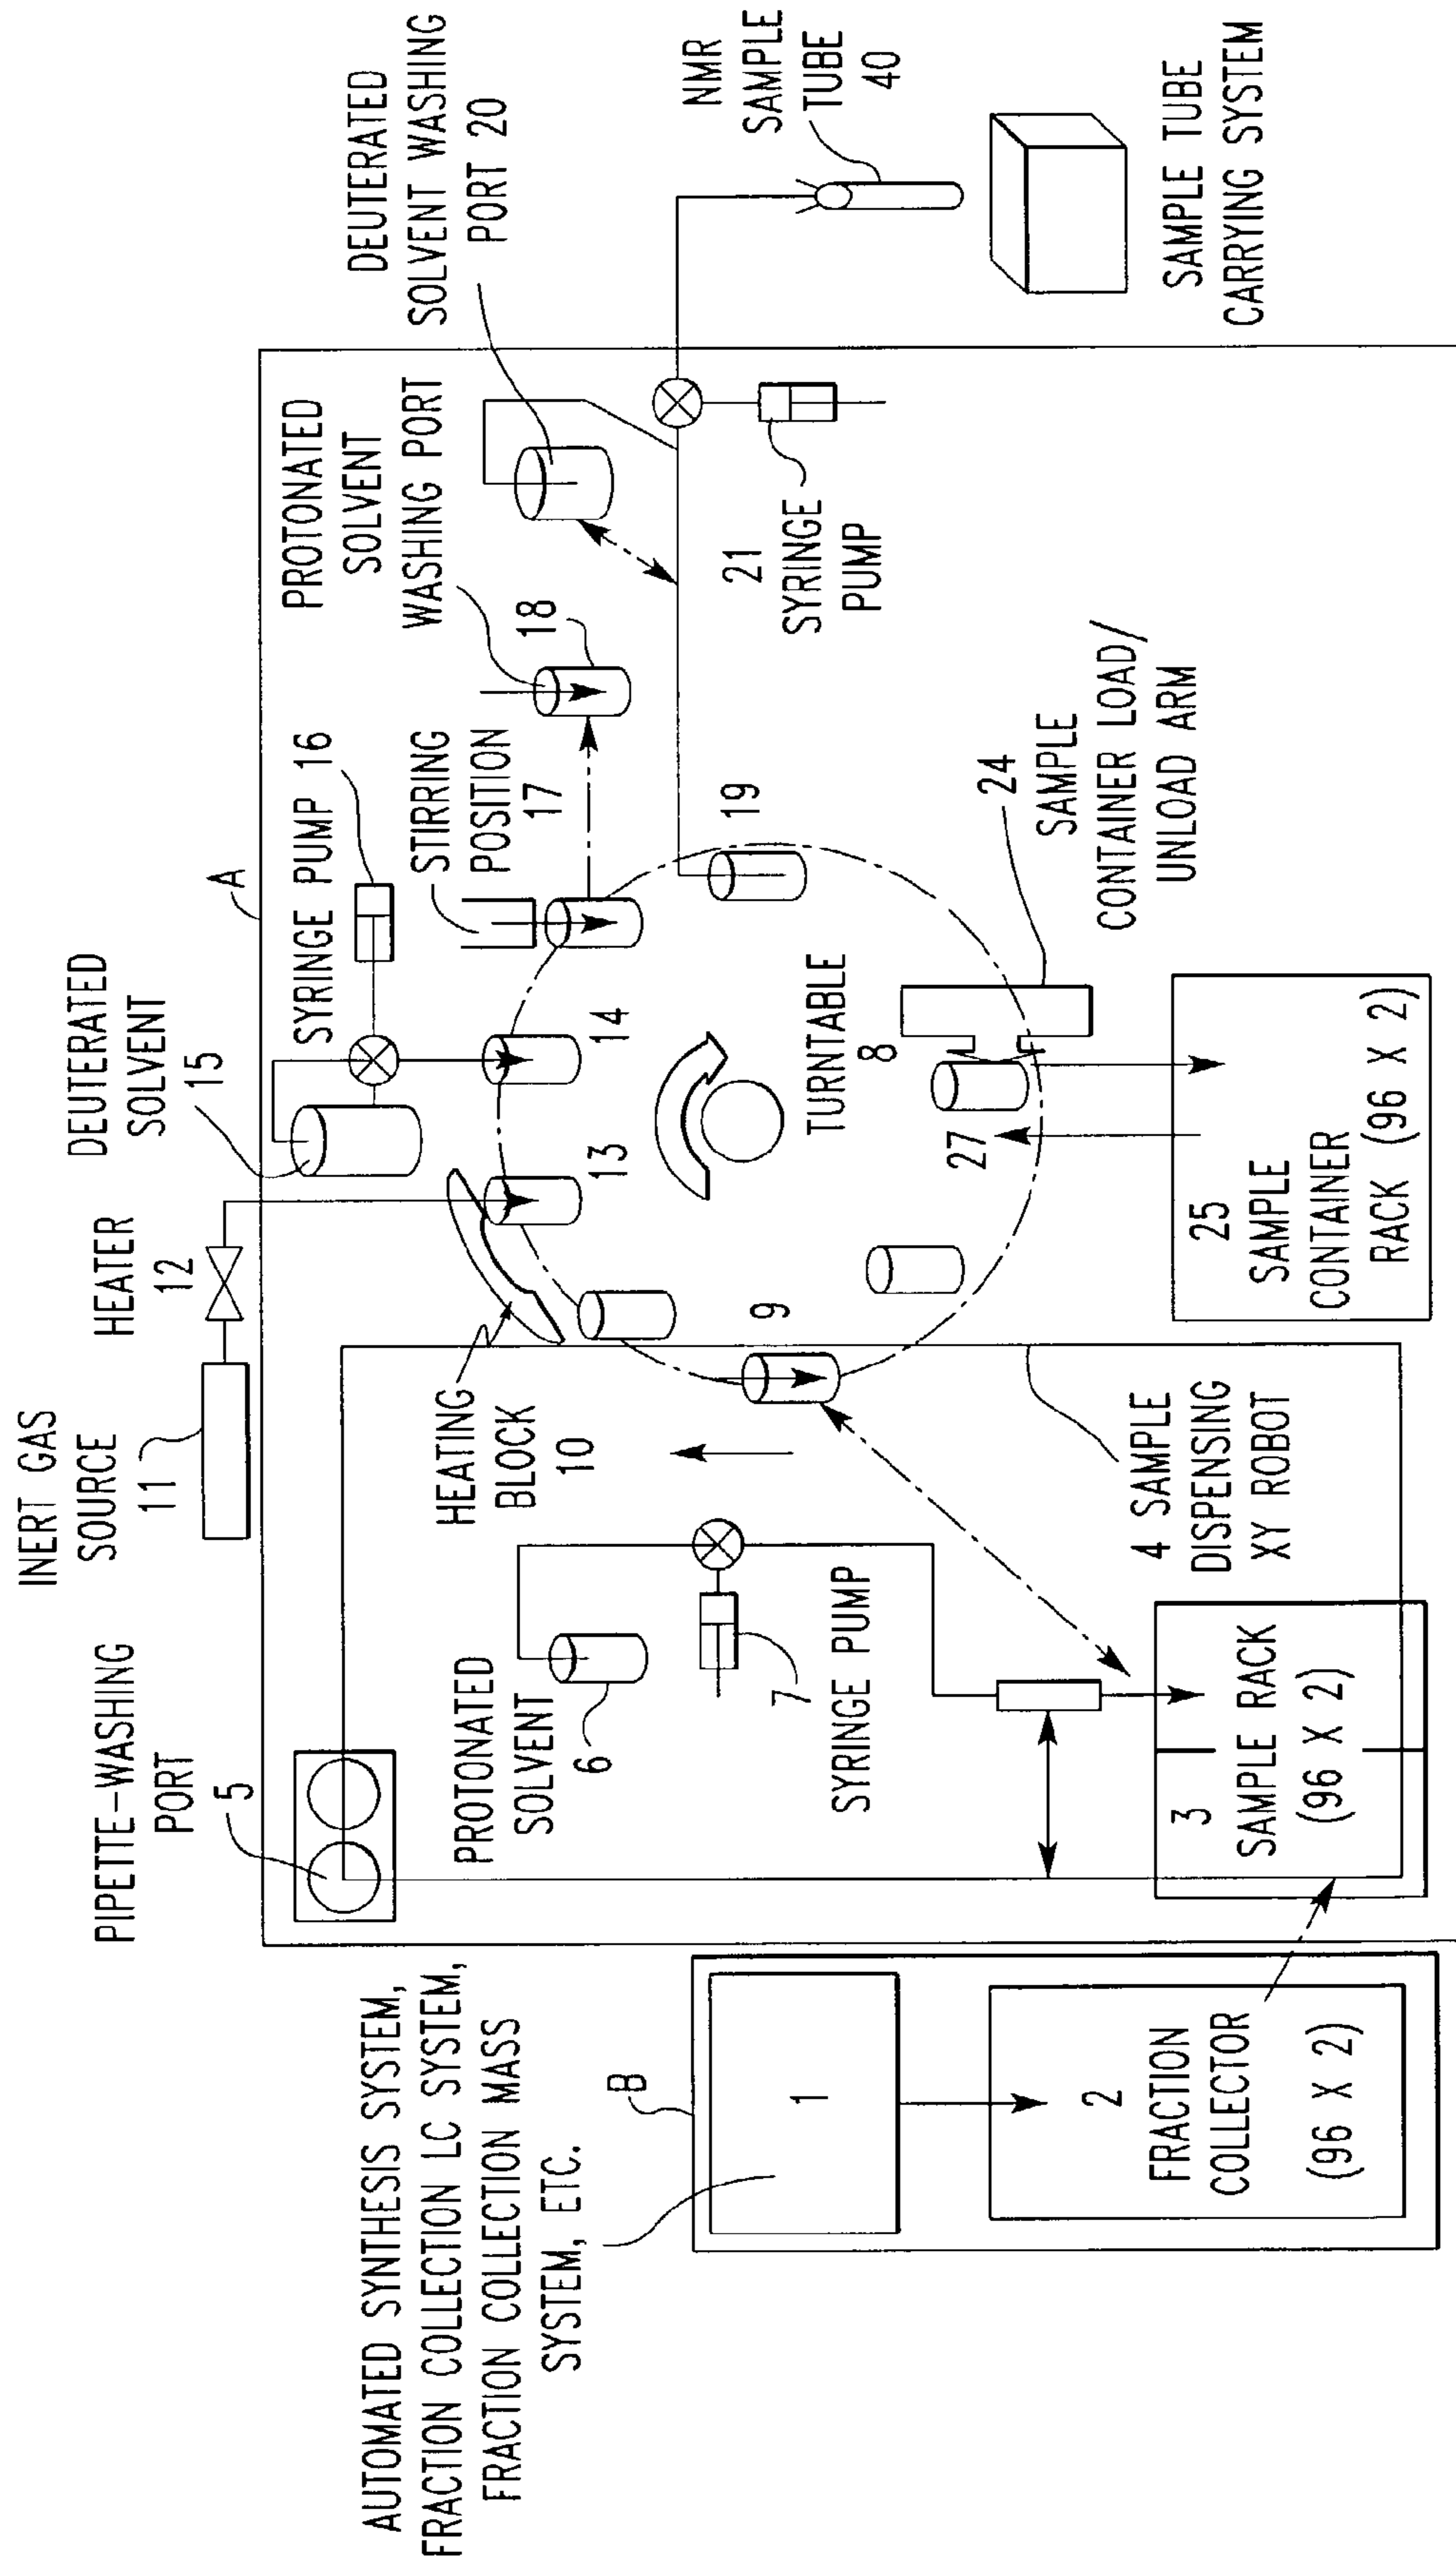 AUTOMATED SYNTHESIS SYSTEM,
FRACTION COLLECTION LC SYSTEM,
FRACTION COLLECTION MASS
SYSTEM, ETC.
B
1
2
FRACTION
COLLECTOR
(96 X 2)
PIPETTE-WASHING
PORT
5
INERT GAS
SOURCE
11
HEATER
12
DEUTERATED
SOLVENT
15
A
SYRINGE PUMP 16
PROTONATED
SOLVENT
WASHING PORT
18
DEUTERATED
SOLVENT WASHING
PORT 20
NMR
SAMPLE
TUBE
40
SAMPLE TUBE
CARRYING SYSTEM
STIRRING
POSITION
17
14
13
HEATING
BLOCK
10
PROTONATED
SOLVENT
6
7
SYRINGE PUMP
9
TURNTABLE
8
19
21
SYRINGE
PUMP
24
SAMPLE
CONTAINER LOAD/
UNLOAD ARM
27
3
SAMPLE RACK
(96 X 2)
4 SAMPLE
DISPENSING
XY ROBOT
25
SAMPLE
CONTAINER
RACK (96 X 2)